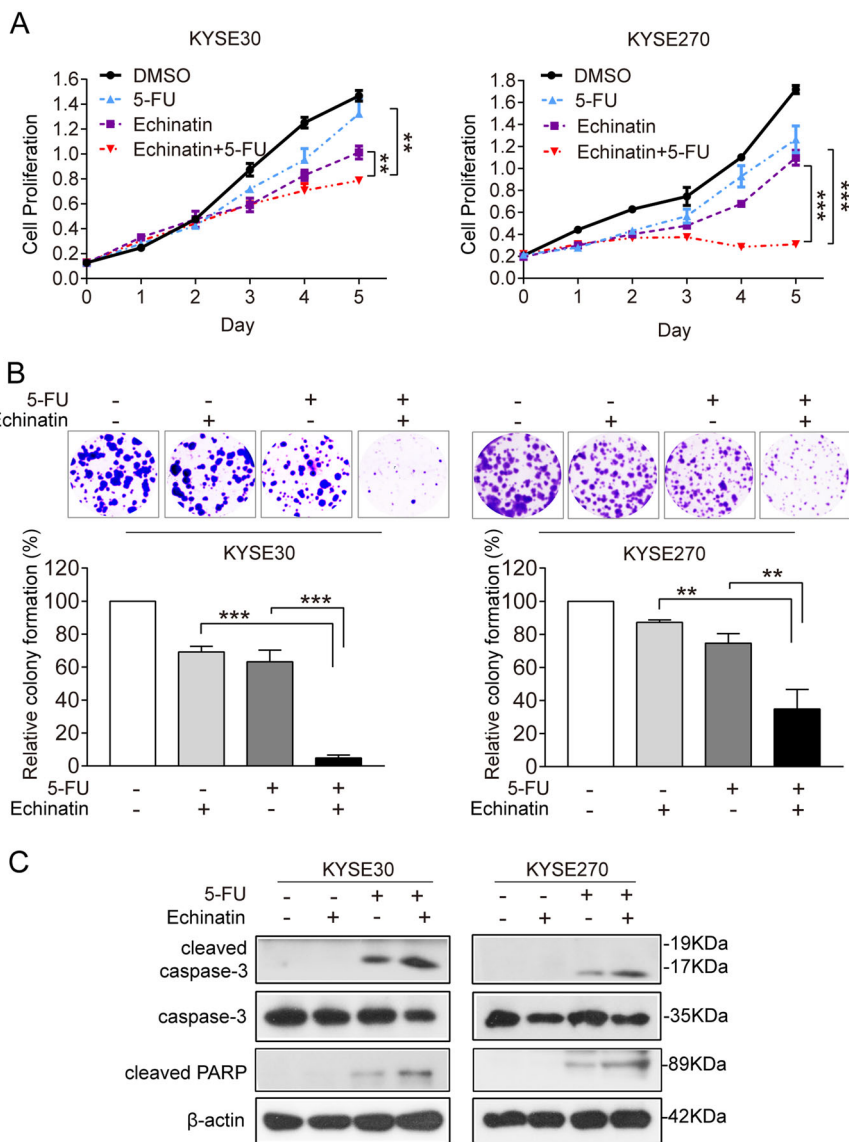 A
KYSE30
DMSO
5-FU
Echinatin
Echinatin+5-FU
**
**
Cell Proliferation
1.6
1.4
1.2
1.0
0.8
0.6
0.4
0.2
0.0
0 1 2 3 4 5
Day
KYSE270
DMSO
5-FU
Echinatin
Echinatin+5-FU
***
***
Cell Proliferation
1.8
1.6
1.4
1.2
1.0
0.8
0.6
0.4
0.2
0.0
0 1 2 3 4 5
Day
B
5-FU - - + +
Echinatin - + - +
KYSE30
Relative colony formation (%)
120
100
80
60
40
20
0
*** ***
5-FU - - + +
Echinatin - + - +
- - + +
- + - +
KYSE270
Relative colony formation (%)
120
100
80
60
40
20
0
** **
5-FU - - + +
Echinatin - + - +
C
KYSE30 KYSE270
5-FU - - + + - - + +
Echinatin - + - + - + - +
cleaved caspase-3 -19KDa
-17KDa
caspase-3 -35KDa
cleaved PARP -89KDa
β-actin -42KDa